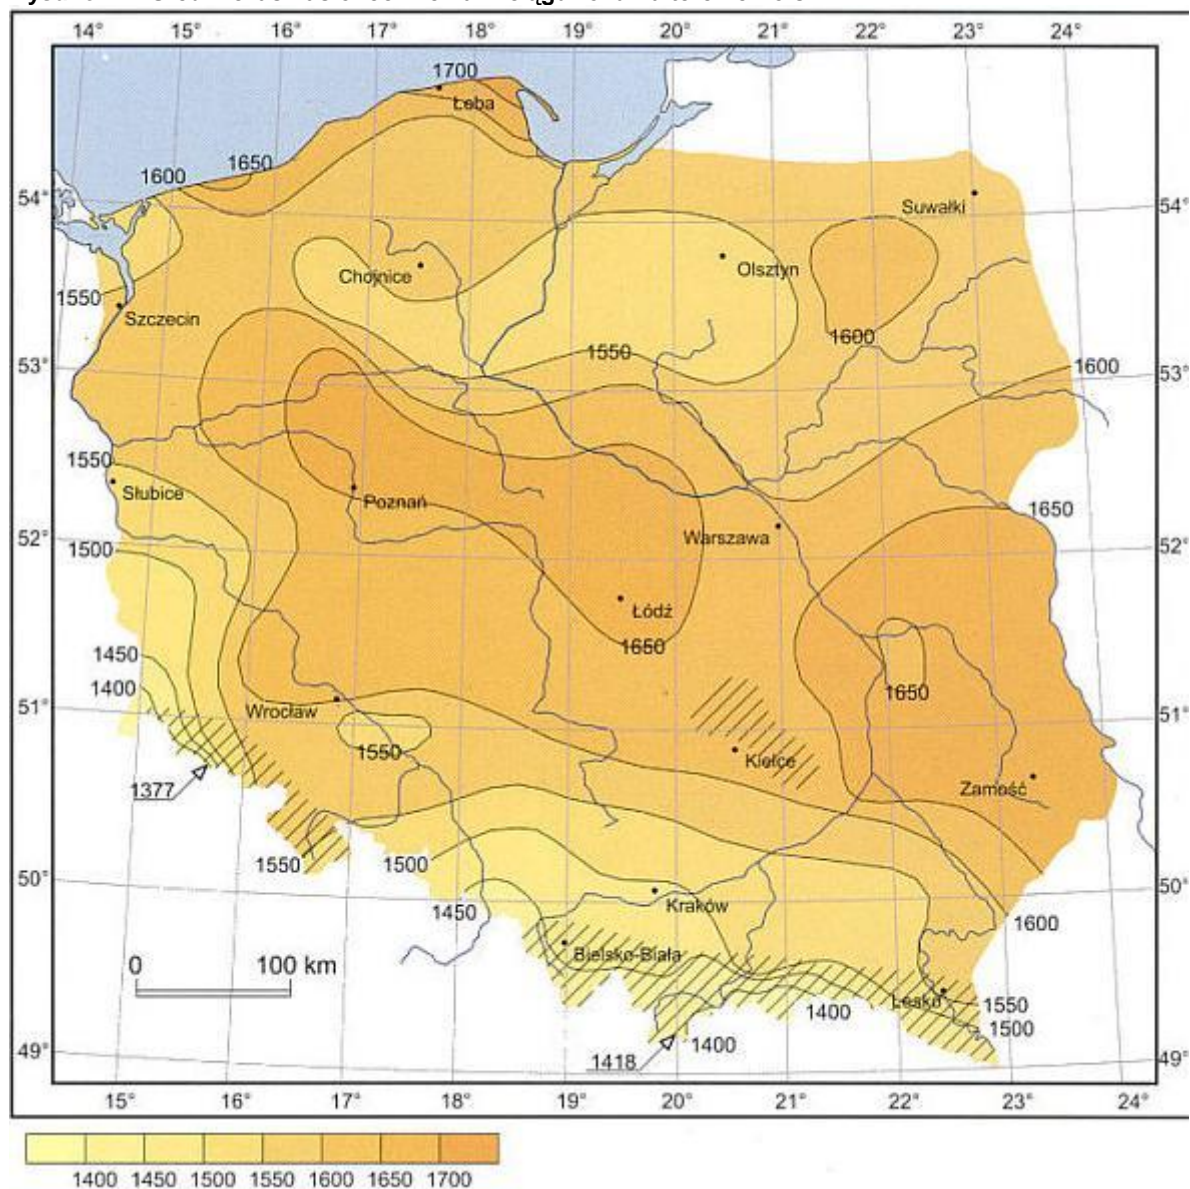 14° 15° 16° 17° 18° 19° 20° 21° 22° 23° 24°
1700
Łeba
1650
1600
54° 54°
Suwałki
Chojnice
Olsztyn
1550
Szczecin
1600
1550
53° 1600 53°
1550
Słubice
Poznań
1650
Warszawa
52° 52°
1500
Łódź
1650
1450
1400
1650
51° 51°
Wrocław
1550
Kielce
1377
Zamość
1550
1500
50° 50°
Kraków
1450
1600
Bielsko-Biała
0 100 km
Lesko
1550
1400
1500
49° 49°
1400
1418
15° 16° 17° 18° 19° 20° 21° 22° 23° 24°
1400 1450 1500 1550 1600 1650 1700